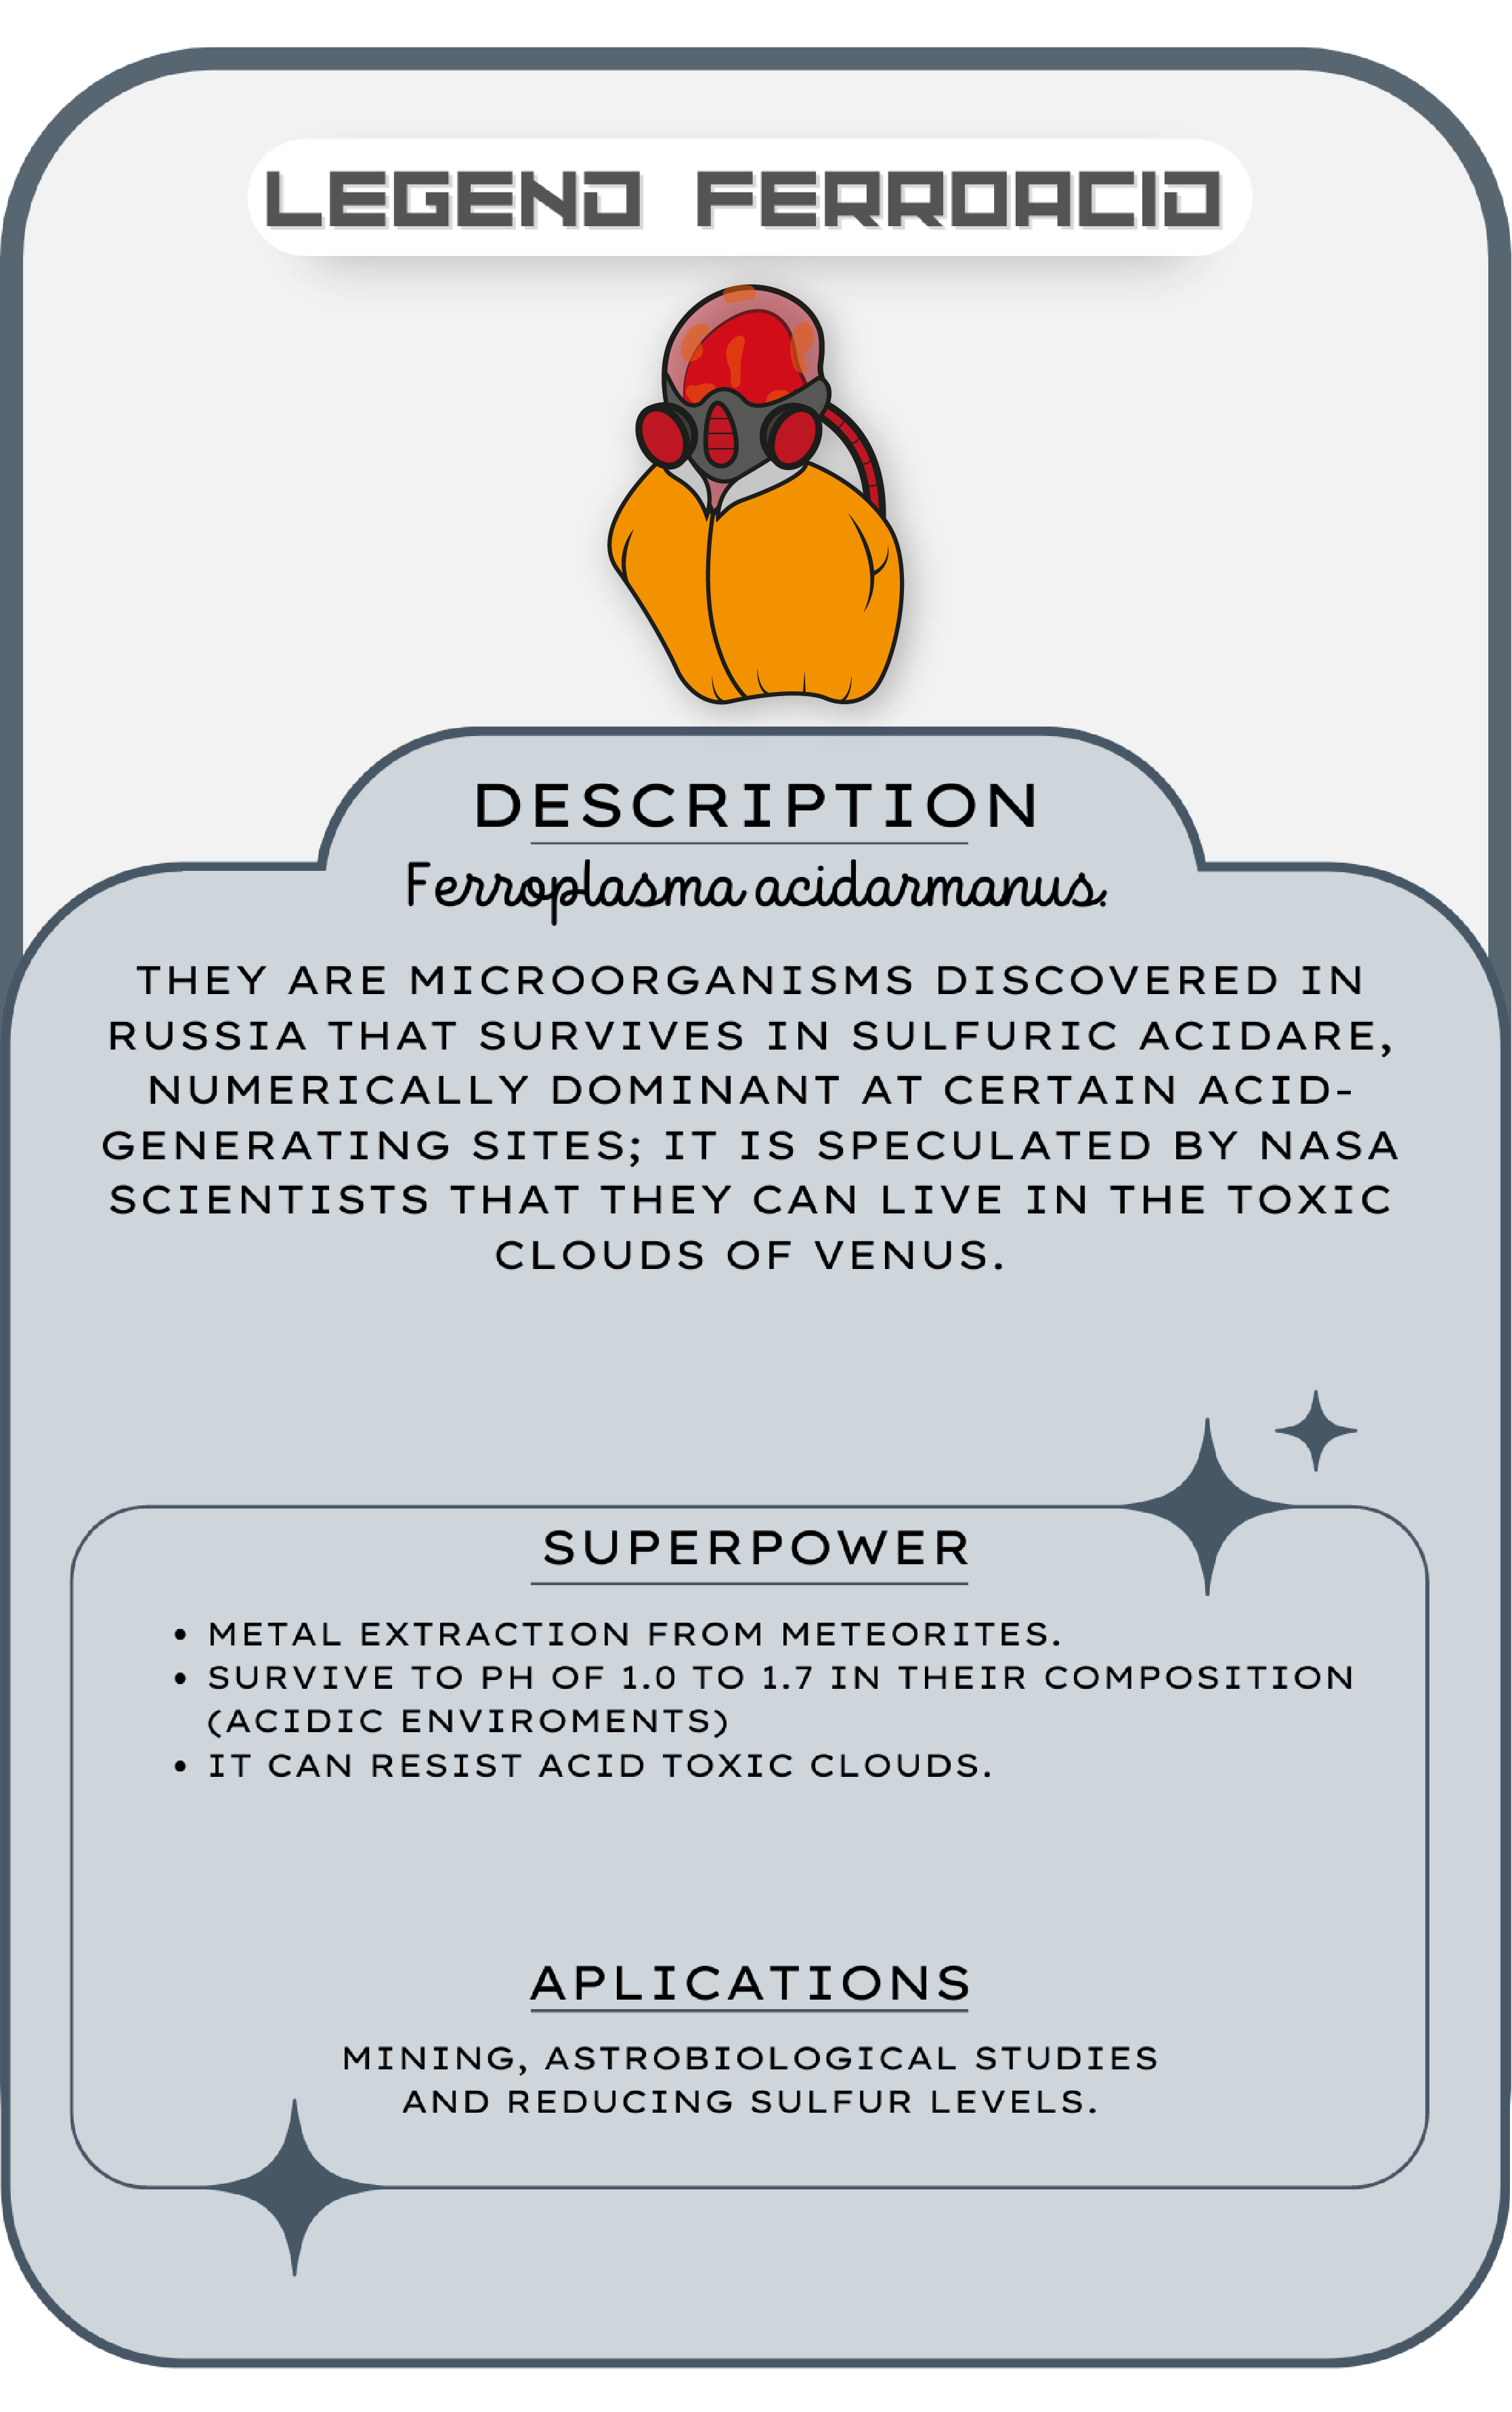 LEGEND FERROACID
DESCRIPTION
Ferroplasma acidarmanus.
THEY ARE MICROORGANISMS DISCOVERED IN
RUSSIA THAT SURVIVES IN SULFURIC ACIDARE,
NUMERICALLY DOMINANT AT CERTAIN ACID-
GENERATING SITES; IT IS SPECULATED BY NASA
SCIENTISTS THAT THEY CAN LIVE IN THE TOXIC
CLOUDS OF VENUS.
SUPERPOWER
• METAL EXTRACTION FROM METEORITES.
• SURVIVE TO PH OF 1.0 TO 1.7 IN THEIR COMPOSITION
(ACIDIC ENVIROMENTS)
• IT CAN RESIST ACID TOXIC CLOUDS.
APLICATIONS
MINING, ASTROBIOLOGICAL STUDIES
AND REDUCING SULFUR LEVELS.